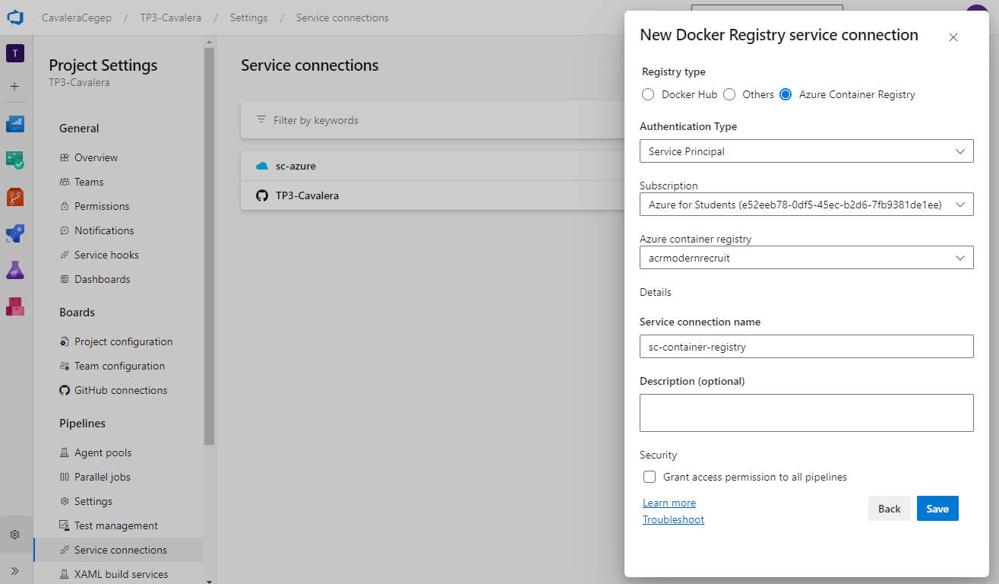 CavaleraCegep / TP3-Cavalera / Settings / Service connections
T
Project Settings
TP3-Cavalera
General
Overview
Teams
Permissions
Notifications
Service hooks
Dashboards
Boards
Project configuration
Team configuration
GitHub connections
Pipelines
Agent pools
Parallel jobs
Settings
Test management
Service connections
XAML build services
Service connections
Filter by keywords
sc-azure
TP3-Cavalera
New Docker Registry service connection
Registry type
Docker Hub Others Azure Container Registry
Authentication Type
Service Principal
Subscription
Azure for Students (e52eeb78-0df5-45ec-b2d6-7fb9381de1ee)
Azure container registry
acrmodernrecruit
Details
Service connection name
sc-container-registry
Description (optional)
Security
Grant access permission to all pipelines
Learn more
Troubleshoot
Back
Save